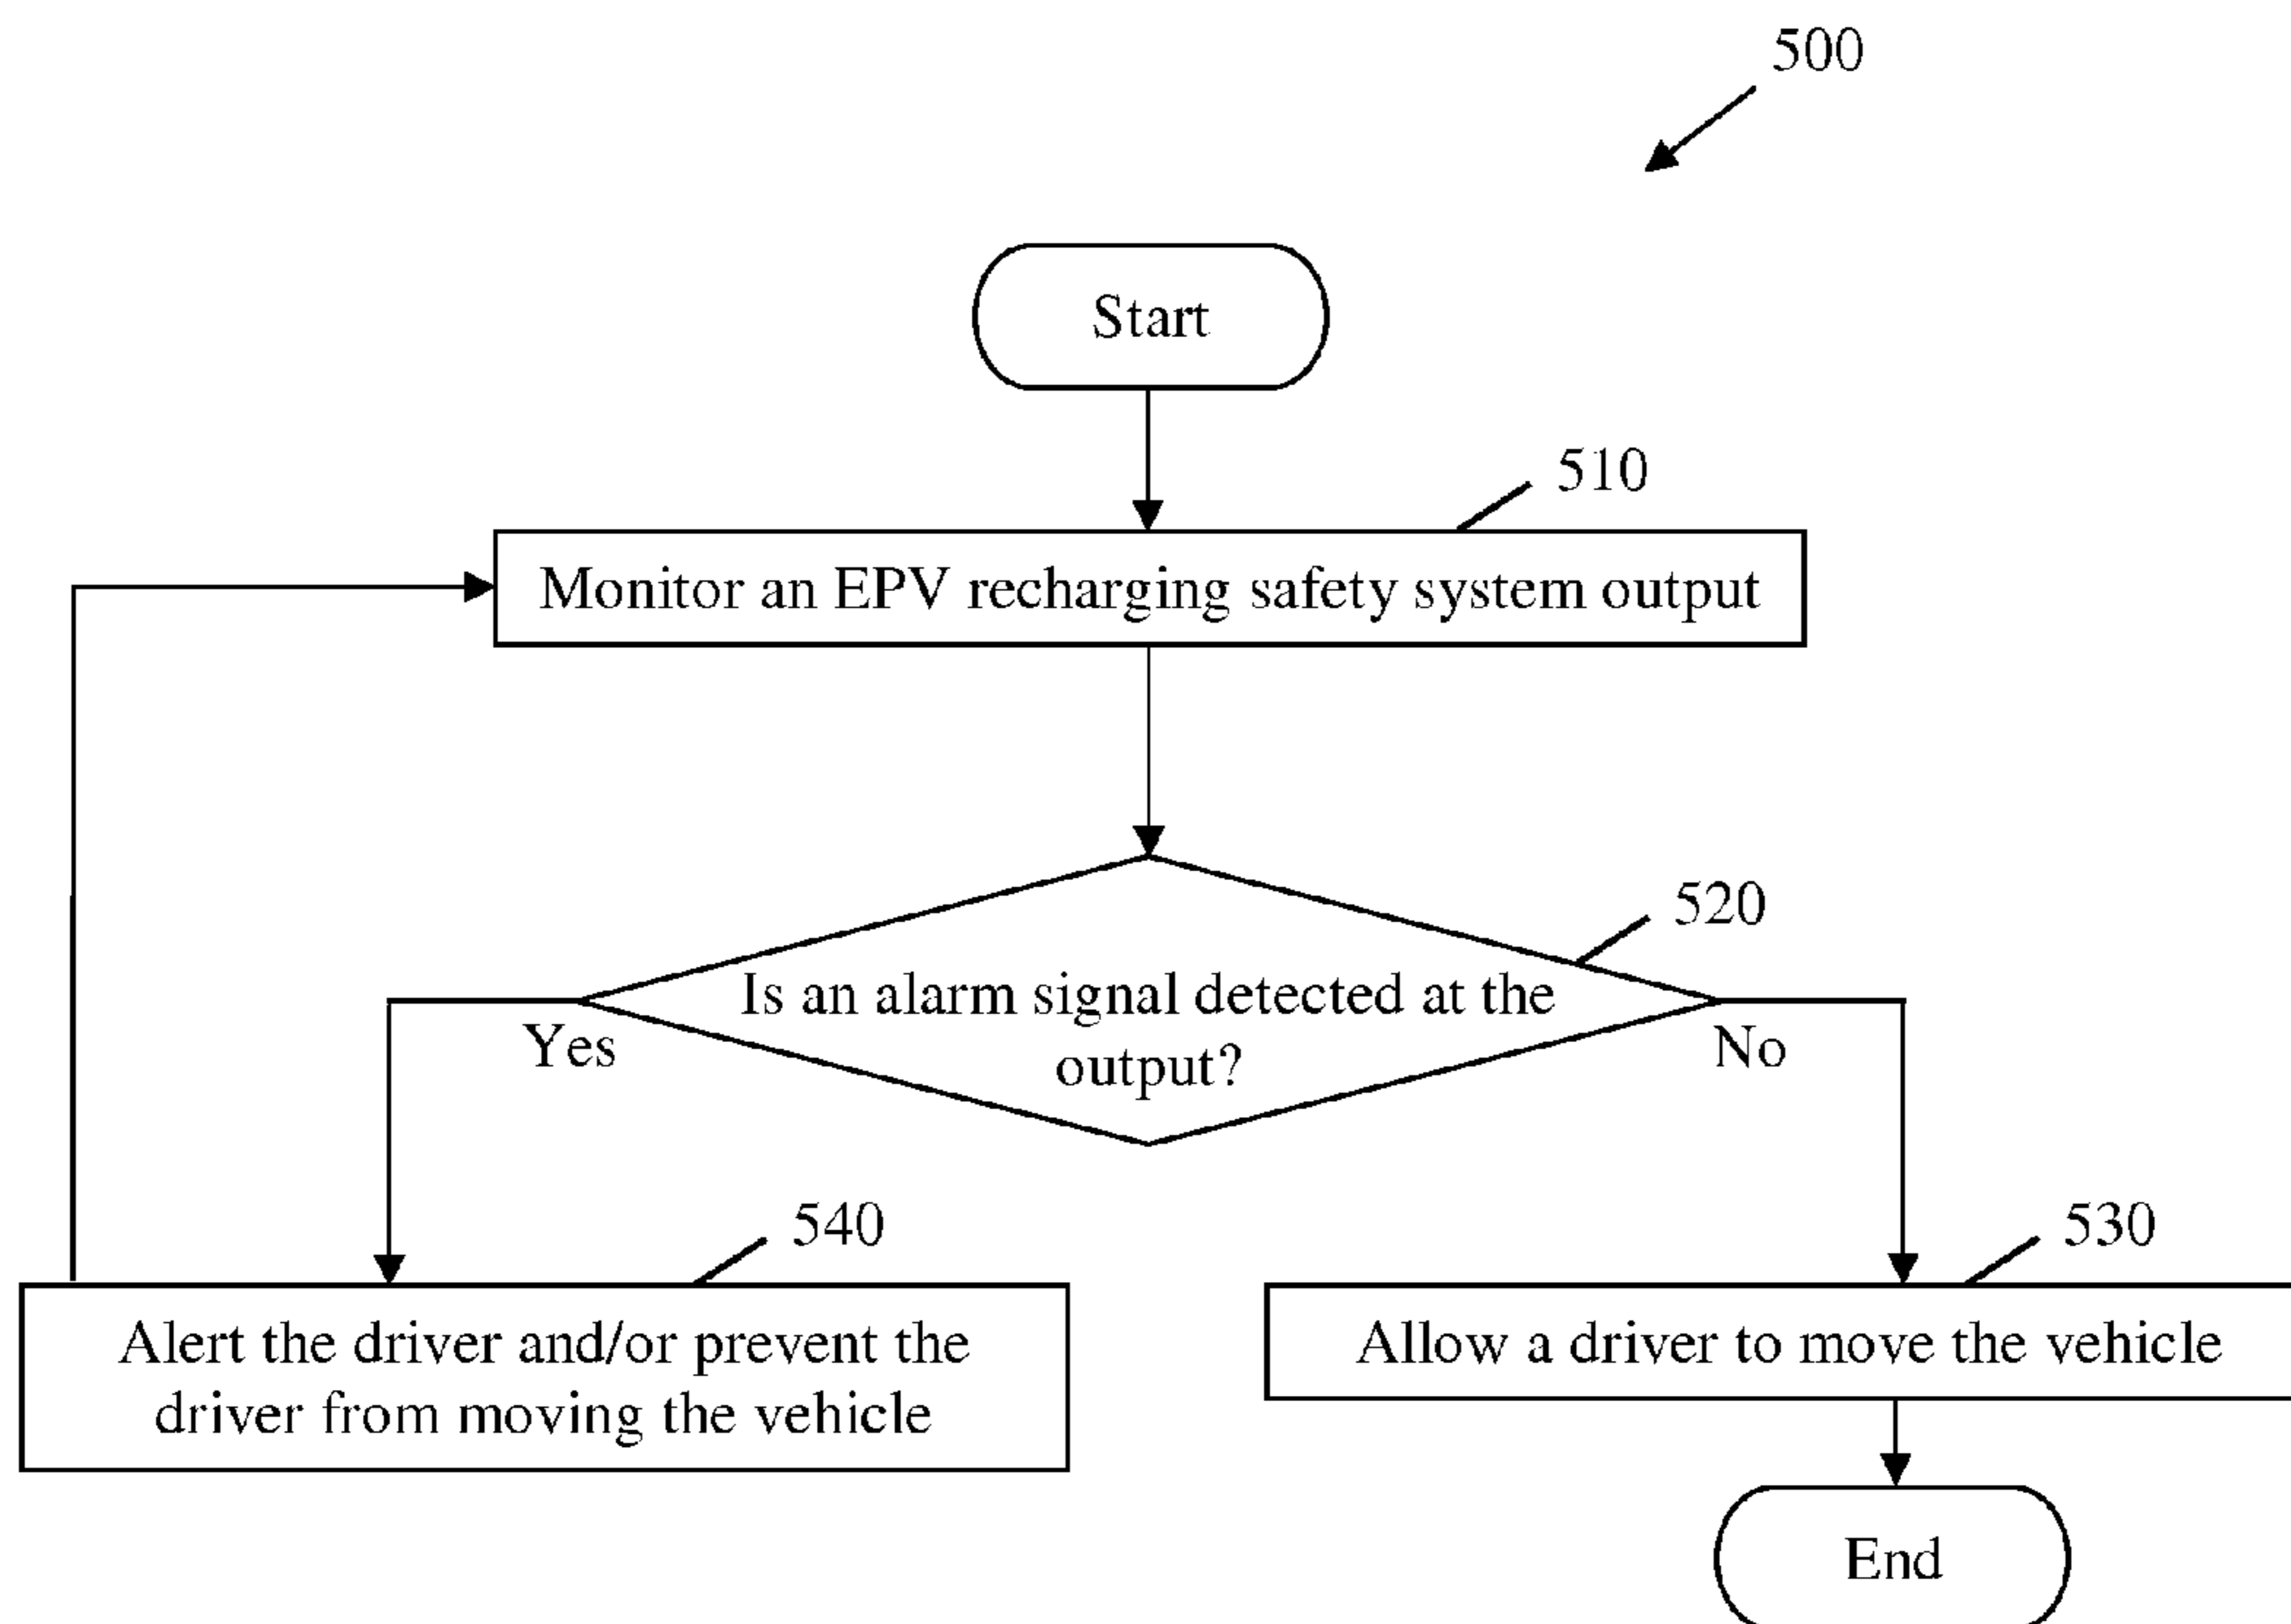 500
Start
510
Monitor an EPV recharging safety system output
520
Is an alarm signal detected at the
output?
Yes
No
540
530
Alert the driver and/or prevent the
driver from moving the vehicle
Allow a driver to move the vehicle
End